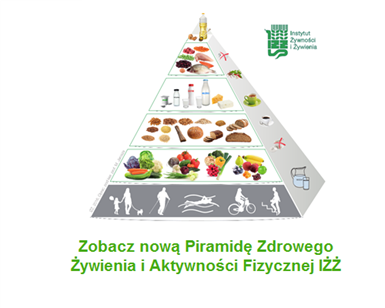 Instytut
Żywności
i Żywienia
Zobacz nową Piramidę Zdrowego
Żywienia i Aktywności Fizycznej IŻŻ